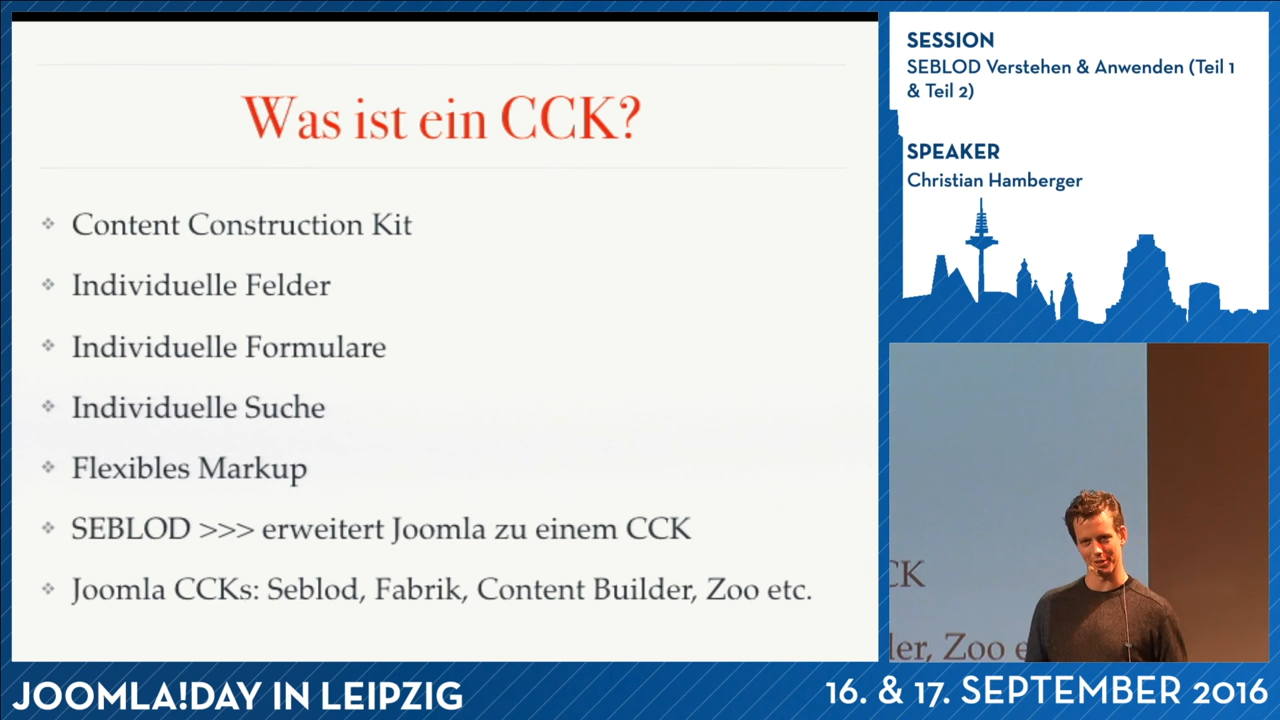 Was ist ein CCK?
Content Construction Kit
Individuelle Felder
Individuelle Formulare
Individuelle Suche
Flexibles Markup
SEBLOD >>> erweitert Joomla zu einem CCK
Joomla CCKs: Seblod, Fabrik, Content Builder, Zoo etc.
SESSION
SEBLOD Verstehen & Anwenden (Teil 1
& Teil 2)
SPEAKER
Christian Hamberger
CK
ler, Zoo e
JOOMLA!DAY IN LEIPZIG
16. & 17. SEPTEMBER 2016